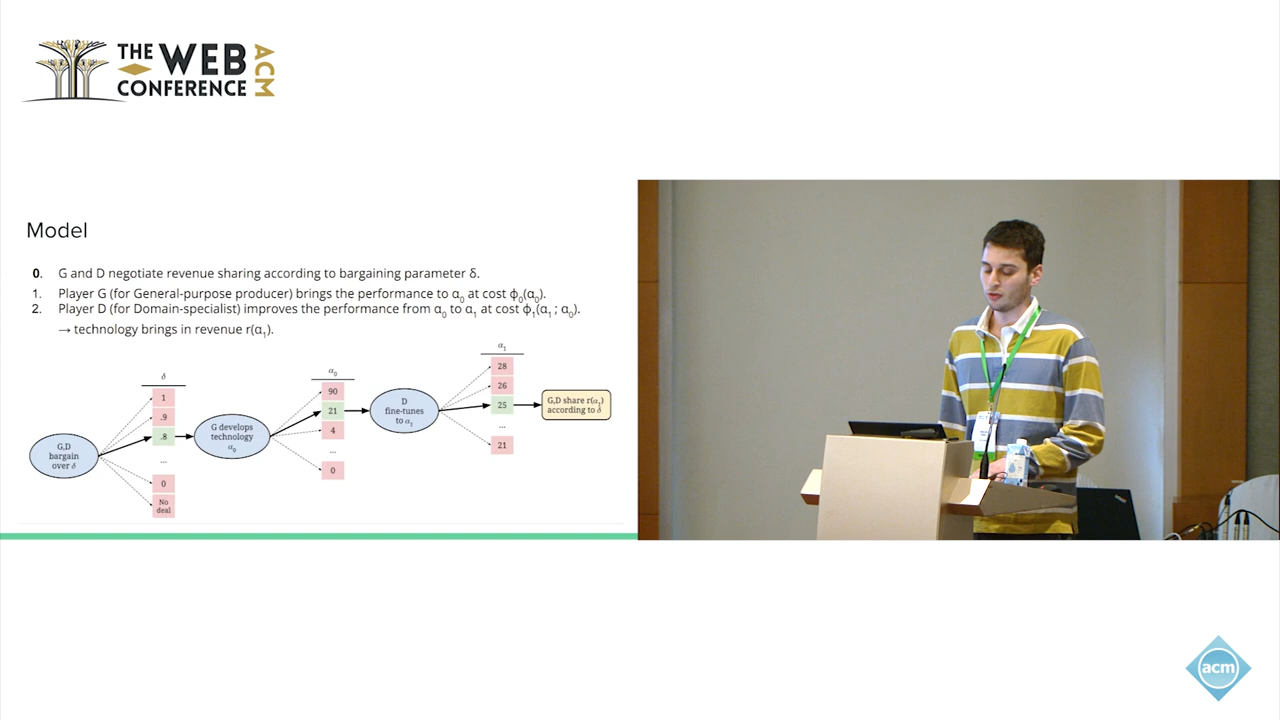 THE WEB CONFERENCE ACM
Model
0. G and D negotiate revenue sharing according to bargaining parameter δ.
1. Player G (for General-purpose producer) brings the performance to α₀ at cost ϕ₀(α₀).
2. Player D (for Domain-specialist) improves the performance from α₀ to α₁ at cost ϕ₁(α₁ ; α₀).
→ technology brings in revenue r(α₁).
G,D
bargain
over δ
δ
1
.9
.8
...
0
No
deal
G develops
technology
α₀
α₀
90
21
4
...
0
D
fine-tunes
to α₁
α₁
28
26
25
...
21
G,D share r(α₁)
according to δ
acm